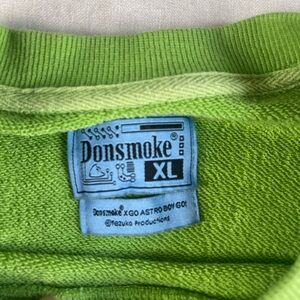 Donsmoke®
XL
Donsmoke® X GO ASTRO BOY GO!
©Tezuka Productions